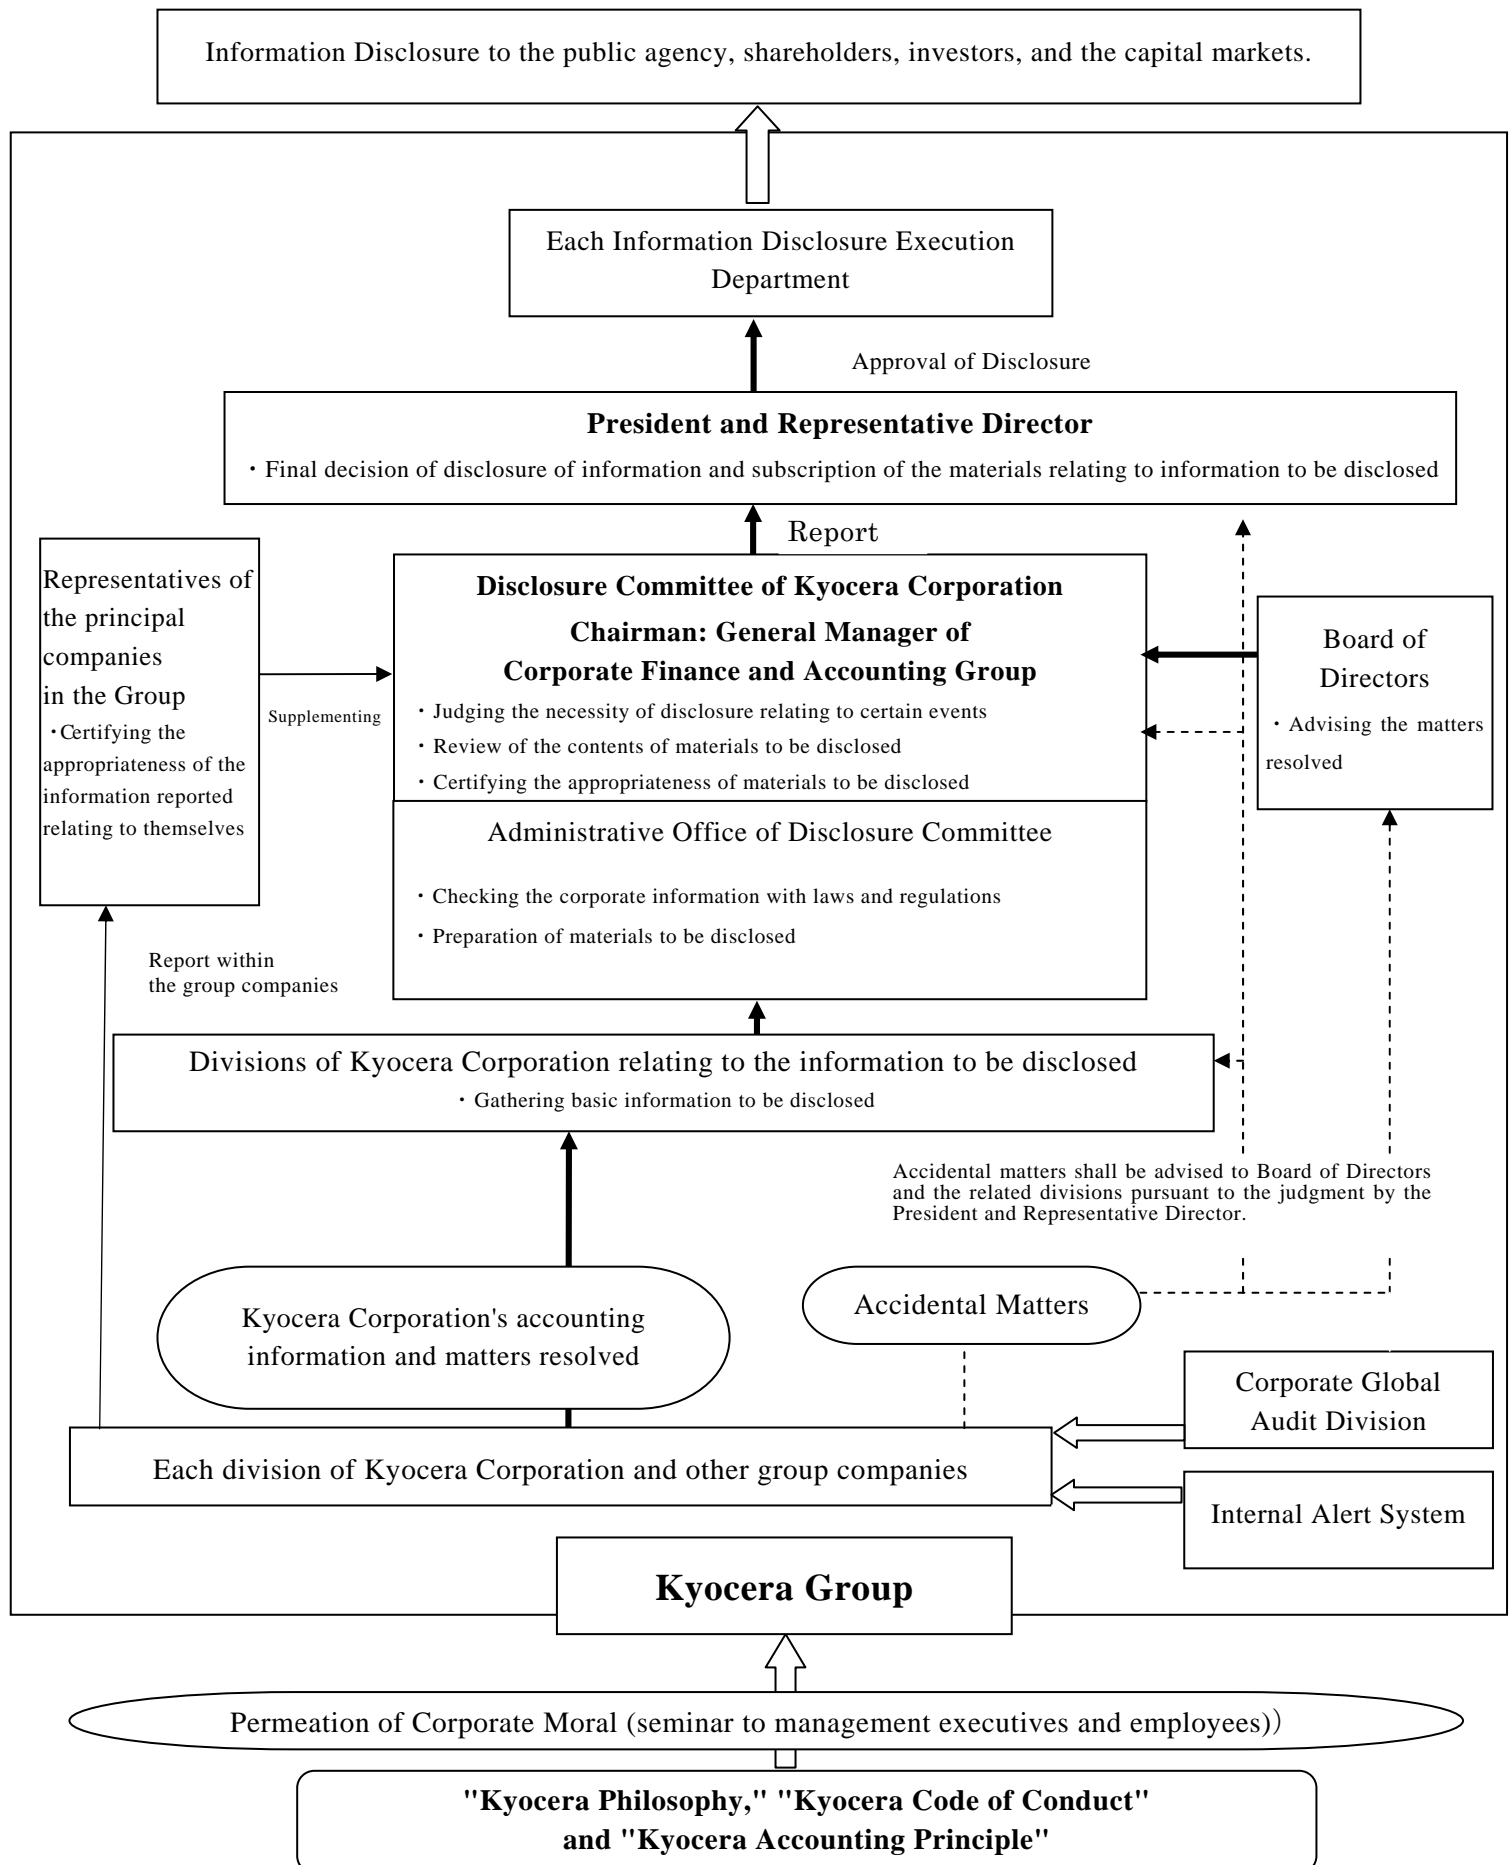 Information Disclosure to the public agency, shareholders, investors, and the capital markets.
Each Information Disclosure Execution
Department
Approval of Disclosure
President and Representative Director
・Final decision of disclosure of information and subscription of the materials relating to information to be disclosed
Report
Representatives of
the principal
companies
in the Group
・Certifying the
appropriateness of the
information reported
relating to themselves
Supplementing
Disclosure Committee of Kyocera Corporation
Chairman: General Manager of
Corporate Finance and Accounting Group
・Judging the necessity of disclosure relating to certain events
・Review of the contents of materials to be disclosed
・Certifying the appropriateness of materials to be disclosed
Board of
Directors
・Advising the matters
resolved
Administrative Office of Disclosure Committee
・Checking the corporate information with laws and regulations
・Preparation of materials to be disclosed
Report within
the group companies
Divisions of Kyocera Corporation relating to the information to be disclosed
・Gathering basic information to be disclosed
Accidental matters shall be advised to Board of Directors
and the related divisions pursuant to the judgment by the
President and Representative Director.
Kyocera Corporation's accounting
information and matters resolved
Accidental Matters
Corporate Global
Audit Division
Each division of Kyocera Corporation and other group companies
Internal Alert System
Kyocera Group
Permeation of Corporate Moral (seminar to management executives and employees)）
"Kyocera Philosophy," "Kyocera Code of Conduct"
and "Kyocera Accounting Principle"